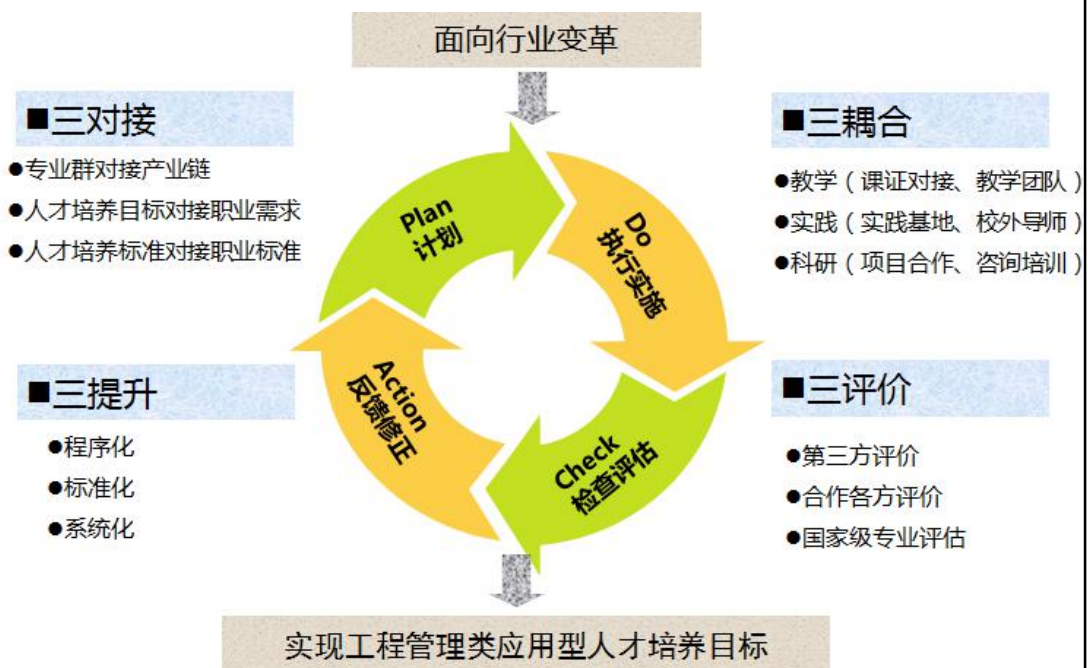 面向行业变革
■三对接
●专业群对接产业链
●人才培养目标对接职业需求
●人才培养标准对接职业标准
■三耦合
●教学（课证对接、教学团队）
●实践（实践基地、校外导师）
●科研（项目合作、咨询培训）
Plan
计划
Do
执行实施
Check
检查评估
Action
反馈修正
■三提升
●程序化
●标准化
●系统化
■三评价
●第三方评价
●合作各方评价
●国家级专业评估
实现工程管理类应用型人才培养目标